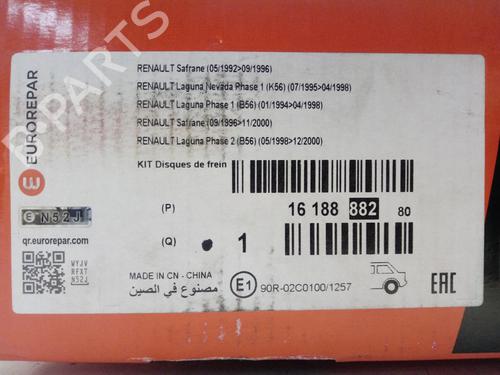 B-PARTS
EUROREPAR
RENAULT Safrane (05/1992>09/1996)
RENAULT Laguna Nevada Phase 1 (K56) (07/1995>04/1998)
RENAULT Laguna Phase 1 (B56) (01/1994>04/1998)
RENAULT Safrane (09/1996>11/2000)
RENAULT Laguna Phase 2 (B56) (05/1998>12/2000)
KIT Disques de frein
N52J
(P) 16 188 882 80
qr.eurorepar.com
(Q) 1
WYJV
RFXT
N52J
MADE IN CN - CHINA
مصنوع في الصين
E1 90R-02C0100/1257
EAC